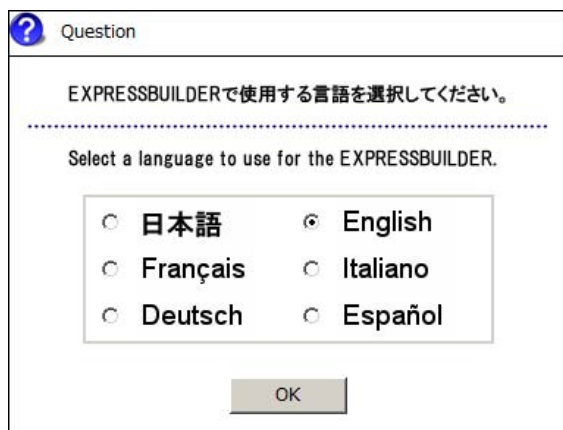 Question
EXPRESSBUILDERで使用する言語を選択してください。
Select a language to use for the EXPRESSBUILDER.
日本語 English
Français Italiano
Deutsch Español
OK